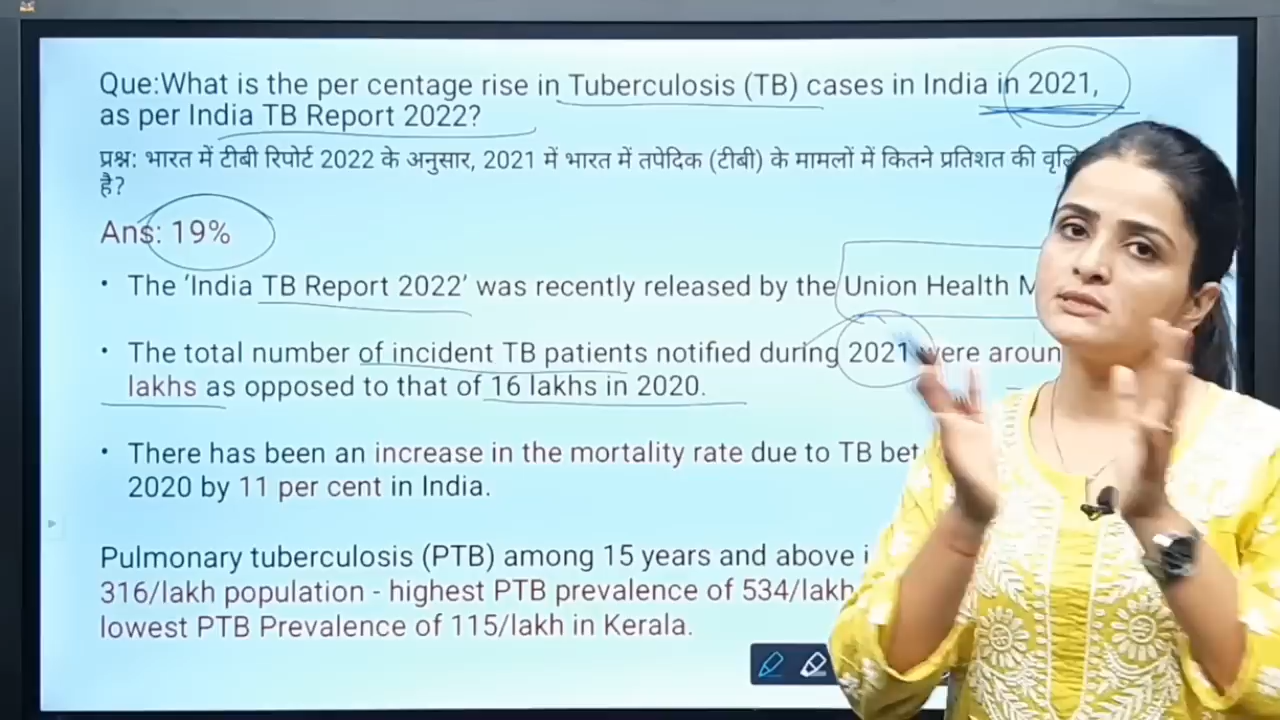 Que:What is the per centage rise in Tuberculosis (TB) cases in India in 2021,
as per India TB Report 2022?
प्रश्न: भारत में टीबी रिपोर्ट 2022 के अनुसार, 2021 में भारत में तपेदिक (टीबी) के मामलों में कितने प्रतिशत की
है?
Ans: 19%
• The ‘India TB Report 2022’ was recently released by the Union Health
• The total number of incident TB patients notified during 2021 were
lakhs as opposed to that of 16 lakhs in 2020.
• There has been an increase in the mortality rate due to TB
2020 by 11 per cent in India.
Pulmonary tuberculosis (PTB) among 15 years and above
316/lakh population - highest PTB prevalence of 534/lakh
lowest PTB Prevalence of 115/lakh in Kerala.